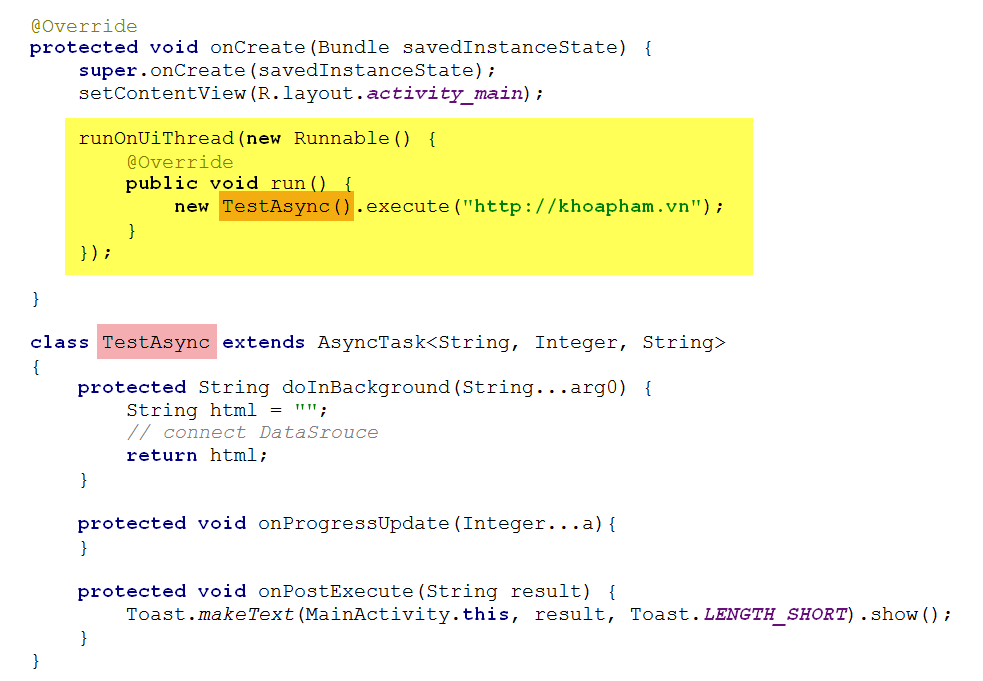 @Override
protected void onCreate(Bundle savedInstanceState) {
super.onCreate(savedInstanceState);
setContentView(R.layout.activity_main);
runOnUiThread(new Runnable() {
@Override
public void run() {
new TestAsync().execute("http://khoapham.vn");
}
});
}
class TestAsync extends AsyncTask<String, Integer, String>
{
protected String doInBackground(String...arg0) {
String html = "";
// connect DataSrouce
return html;
}
protected void onProgressUpdate(Integer...a){
}
protected void onPostExecute(String result) {
Toast.makeText(MainActivity.this, result, Toast.LENGTH_SHORT).show();
}
}